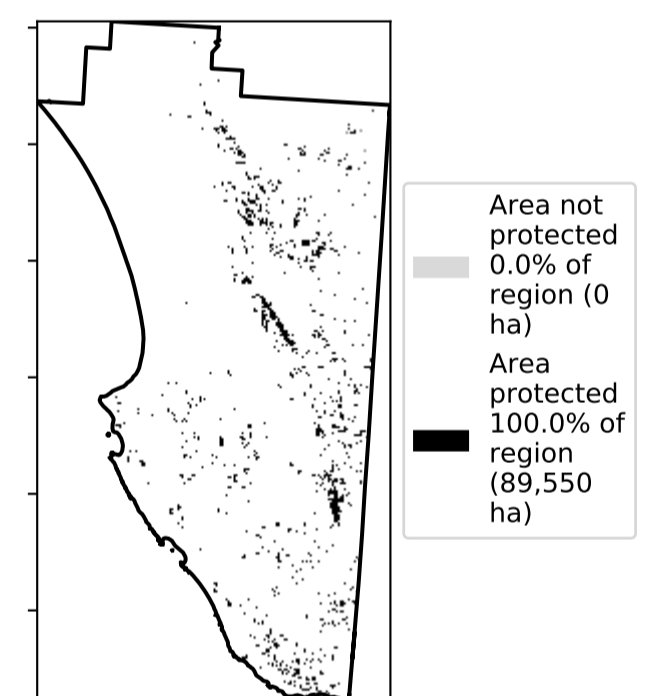 Area not
protected
0.0% of
region (0
ha)
Area
protected
100.0% of
region
(89,550
ha)